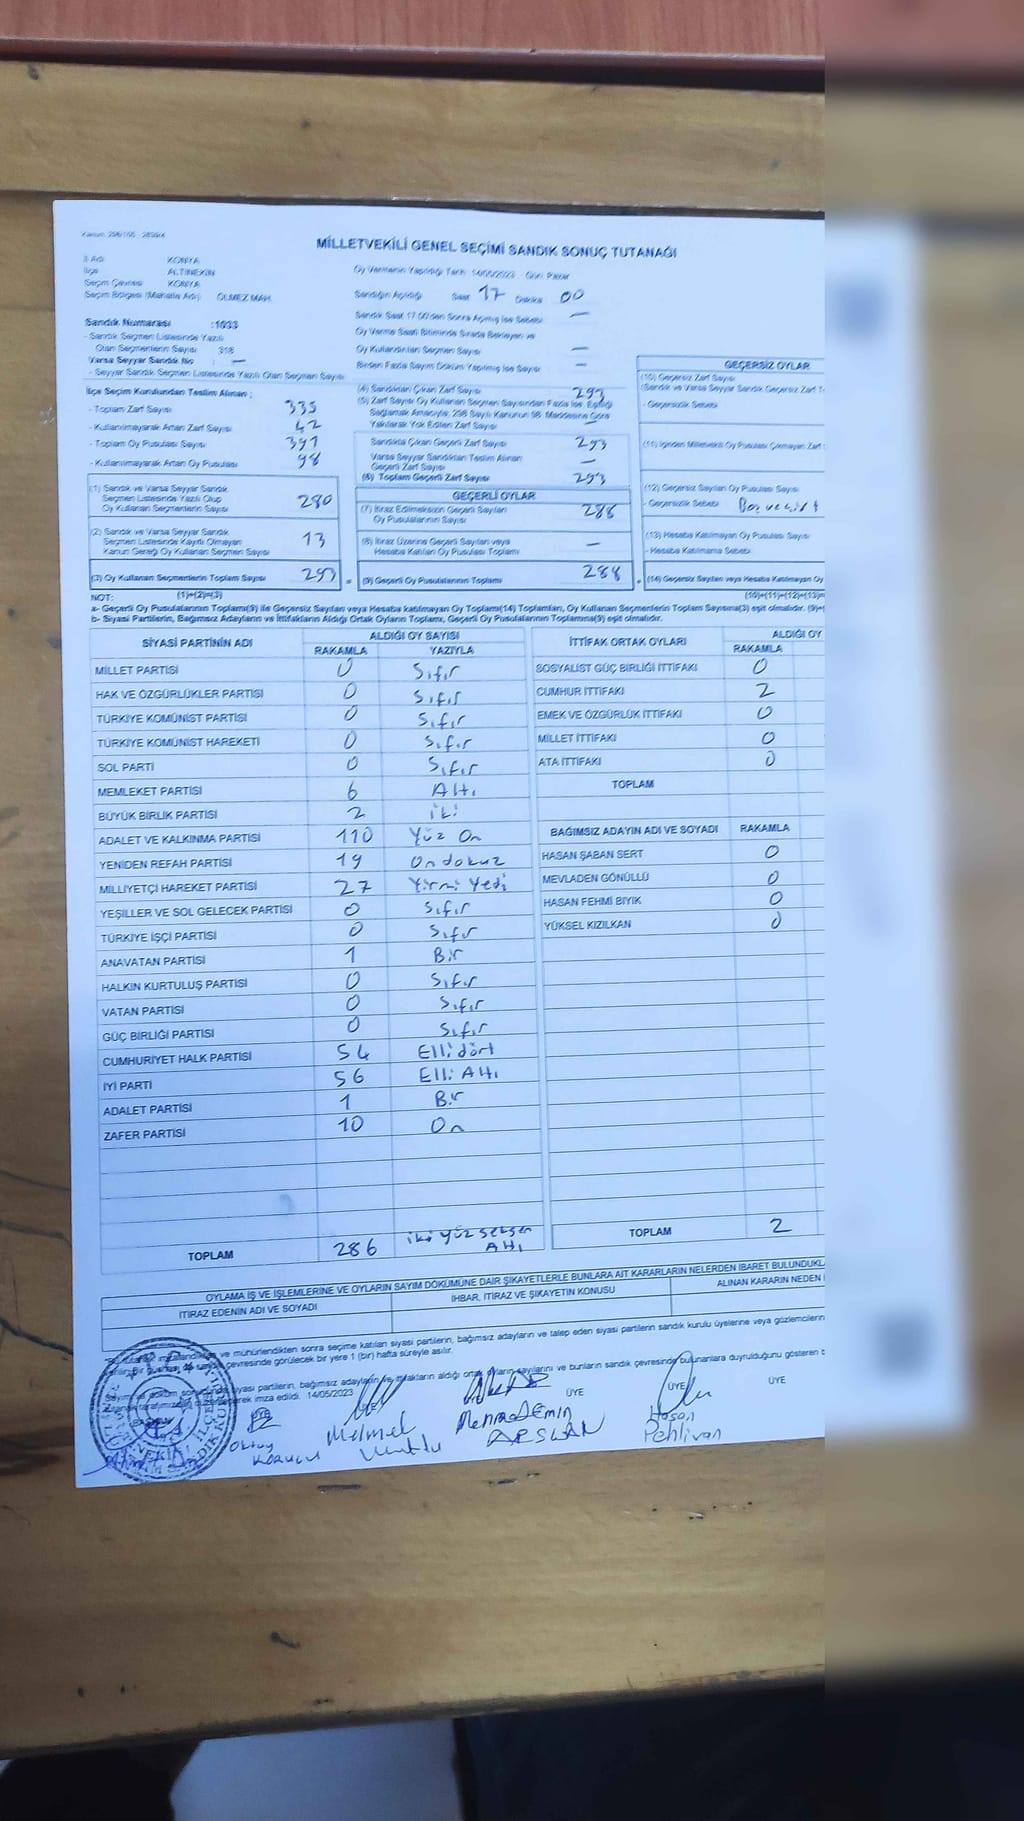 MİLLETVEKİLİ GENEL SEÇİMİ SANDIK SONUÇ TUTANAĞI
İl Adı KONYA
İlçe ALTINEKİN
Seçim Çevresi KONYA
Seçim Bölgesi (Mahalle Adı) ÖLMEZ MAH.
Sandık Numarası :1033
- Sandık Seçmen Listesinde Yazılı
Olan Seçmenlerin Sayısı 318
Varsa Seyyar Sandık No : —
- Seyyar Sandık Seçmen Listesinde Yazılı Olan Seçmen Sayısı
Oy Vermenin Yapıldığı Tarih 14/05/2023 Gün Pazar
Sandığın Açıldığı Saat 17 Dakika 00
Sandık Saat 17.00'den Sonra Açılmış İse Sebebi —
Oy Verme Saati Bitiminde Sırada Bekleyen ve
Oy Kullandırılan Seçmen Sayısı —
Birden Fazla Sayım Döküm Yapılmış İse Sayısı —
İlçe Seçim Kurulundan Teslim Alınan ;
- Toplam Zarf Sayısı 335
- Kullanılmayarak Artan Zarf Sayısı 42
- Toplam Oy Pusulası Sayısı 391
- Kullanılmayarak Artan Oy Pusulası 98
(1) Sandık ve Varsa Seyyar Sandık
Seçmen Listesinde Yazılı Olup
Oy Kullanan Seçmenlerin Sayısı 280
(2) Sandık ve Varsa Seyyar Sandık
Seçmen Listesinde Kayıtlı Olmayan
Kanun Gereği Oy Kullanan Seçmen Sayısı 13
(3) Oy Kullanan Seçmenlerin Toplam Sayısı 293
(1)+(2)=(3)
(4) Sandıktan Çıkan Zarf Sayısı 293
(5) Zarf Sayısı Oy Kullanan Seçmen Sayısından Fazla İse, Eşitliği
Sağlamak Amacıyla, 298 Sayılı Kanunun 98. Maddesine Göre
Yakılarak Yok Edilen Zarf Sayısı —
Sandıkta Çıkan Geçerli Zarf Sayısı 293
Varsa Seyyar Sandıktan Teslim Alınan
Geçerli Zarf Sayısı —
(6) Toplam Geçerli Zarf Sayısı 293
GEÇERLİ OYLAR
(7) İtiraz Edilmeksizin Geçerli Sayılan
Oy Pusulalarının Sayısı 288
(8) İtiraz Üzerine Geçerli Sayılan veya
Hesaba Katılan Oy Pusulası Toplamı —
(9) Geçerli Oy Pusulalarının Toplamı 288
GEÇERSİZ OYLAR
(10) Geçersiz Zarf Sayısı
(Sandık ve Varsa Seyyar Sandık Geçersiz Zarf
- Geçersizlik Sebebi
(11) İçinden Milletvekili Oy Pusulası Çıkmayan Zarf
(12) Geçersiz Sayılan Oy Pusulası Sayısı
- Geçersizlik Sebebi
(13) Hesaba Katılmayan Oy Pusulası Sayısı
- Hesaba Katılmama Sebebi
(14) Geçersiz Sayılan veya Hesaba Katılmayan Oy
(10)+(11)+(12)+(13)=
NOT:
a- Geçerli Oy Pusulalarının Toplamı(9) ile Geçersiz Sayılan veya Hesaba katılmayan Oy Toplamı(14) Toplamları, Oy Kullanan Seçmenlerin Toplam Sayısına(3) eşit olmalıdır.
b- Siyasi Partilerin, Bağımsız Adayların ve İttifakların Aldığı Oyların Toplamı, Geçerli Oy Pusulalarının Toplamına(9) eşit olmalıdır.
SİYASİ PARTİNİN ADI ALDIĞI OY SAYISI
RAKAMLA YAZIYLA
MİLLET PARTİSİ 0 Sıfır
HAK VE ÖZGÜRLÜKLER PARTİSİ 0 Sıfır
TÜRKİYE KOMÜNİST PARTİSİ 0 Sıfır
TÜRKİYE KOMÜNİST HAREKETİ 0 Sıfır
SOL PARTİ 0 Sıfır
MEMLEKET PARTİSİ 6 Altı
BÜYÜK BİRLİK PARTİSİ 2 iki
ADALET VE KALKINMA PARTİSİ 110 Yüz On
YENİDEN REFAH PARTİSİ 19 Ondokuz
MİLLİYETÇİ HAREKET PARTİSİ 27 Yirmi Yedi
YEŞİLLER VE SOL GELECEK PARTİSİ 0 Sıfır
TÜRKİYE İŞÇİ PARTİSİ 0 Sıfır
ANAVATAN PARTİSİ 1 Bir
HALKIN KURTULUŞ PARTİSİ 0 Sıfır
VATAN PARTİSİ 0 Sıfır
GÜÇ BİRLİĞİ PARTİSİ 0 Sıfır
CUMHURİYET HALK PARTİSİ 54 Ellidört
İYİ PARTİ 56 Elli Altı
ADALET PARTİSİ 1 Bir
ZAFER PARTİSİ 10 On
TOPLAM 286 iki yüz seksen Altı
İTTİFAK ORTAK OYLARI ALDIĞI OY
RAKAMLA
SOSYALİST GÜÇ BİRLİĞİ İTTİFAKI 0
CUMHUR İTTİFAKI 2
EMEK VE ÖZGÜRLÜK İTTİFAKI 0
MİLLET İTTİFAKI 0
ATA İTTİFAKI 0
TOPLAM
BAĞIMSIZ ADAYIN ADI VE SOYADI RAKAMLA
HASAN ŞABAN SERT 0
MEVLADEN GÖNÜLLÜ 0
HASAN FEHMİ BIYIK 0
YÜKSEL KIZILKAN 0
TOPLAM 2
OYLAMA İŞ VE İŞLEMLERİNE VE OYLARIN SAYIM DÖKÜMÜNE DAİR ŞİKAYETLERLE BUNLARA AİT KARARLARIN NELERDEN İBARET BULUNDUKLA
İTİRAZ EDENİN ADI VE SOYADI İHBAR, İTİRAZ VE ŞİKAYETİN KONUSU ALINAN KARARIN NEDEN
ve mühürlendikten sonra seçime katılan siyasi partilerin, bağımsız adayların ve talep eden siyasi partilerin sandık kurulu üyelerine veya gözlemcilerin
çevresinde görülecek bir yere 1 (bir) hafta süreyle asılır.
siyasi partilerin, bağımsız adayların ve ittifakların aldığı ortak oyların sayılarını ve bunların sandık çevresinde bulunanlara duyurulduğunu gösteren
imza edildi. 14/05/2023
ÜYE ÜYE ÜYE
Oktay
Korucu
Mehmet
Mutlu
Mehmet Emin
ARSLAN
Hasan
Pehlivan